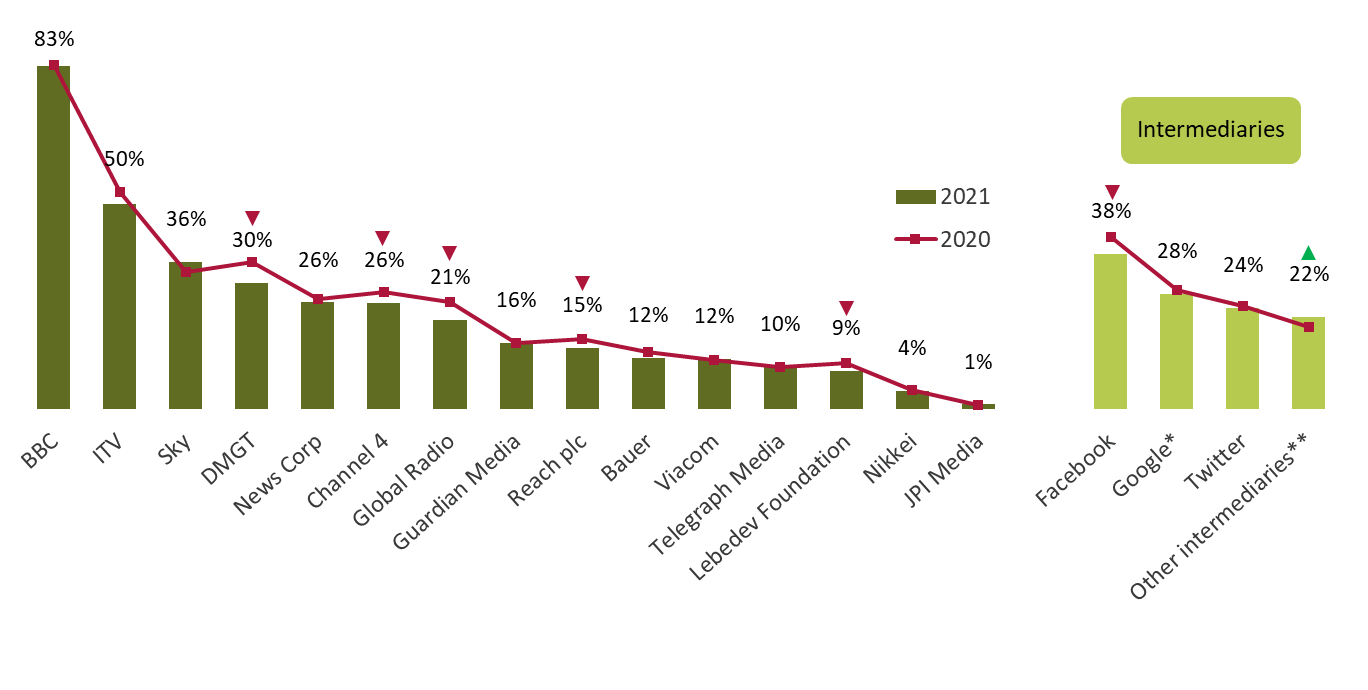 83%
50%
36%
30%
26%
26%
21%
16%
15%
12%
12%
10%
9%
4%
1%
2021
2020
BBC
ITV
Sky
DMGT
News Corp
Channel 4
Global Radio
Guardian Media
Reach plc
Bauer
Viacom
Telegraph Media
Lebedev Foundation
Nikkei
JPI Media
Intermediaries
38%
28%
24%
22%
Facebook
Google*
Twitter
Other intermediaries**